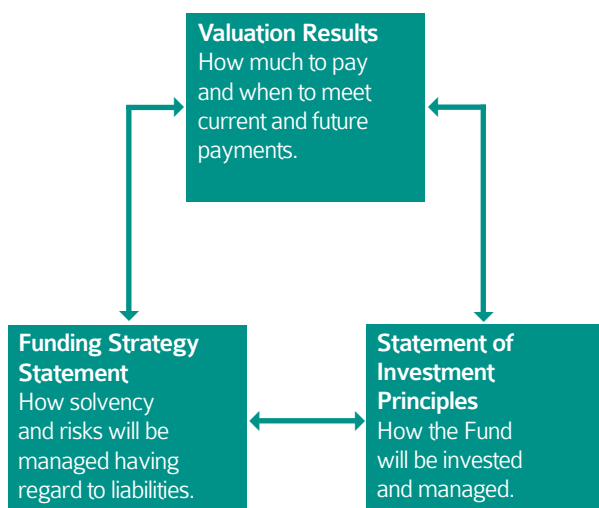 Valuation Results
How much to pay
and when to meet
current and future
payments.
Funding Strategy
Statement
How solvency
and risks will be
managed having
regard to liabilities.
Statement of
Investment
Principles
How the Fund
will be invested
and managed.